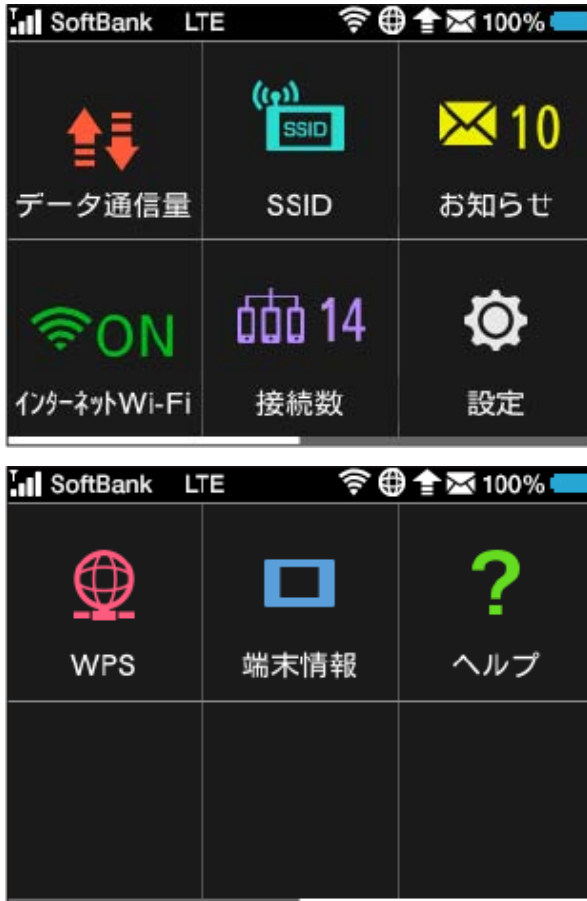 SoftBank LTE 100%
SSID
10
データ通信量 SSID お知らせ
ON 14
インターネットWi-Fi 接続数 設定
SoftBank LTE 100%
?
WPS 端末情報 ヘルプ